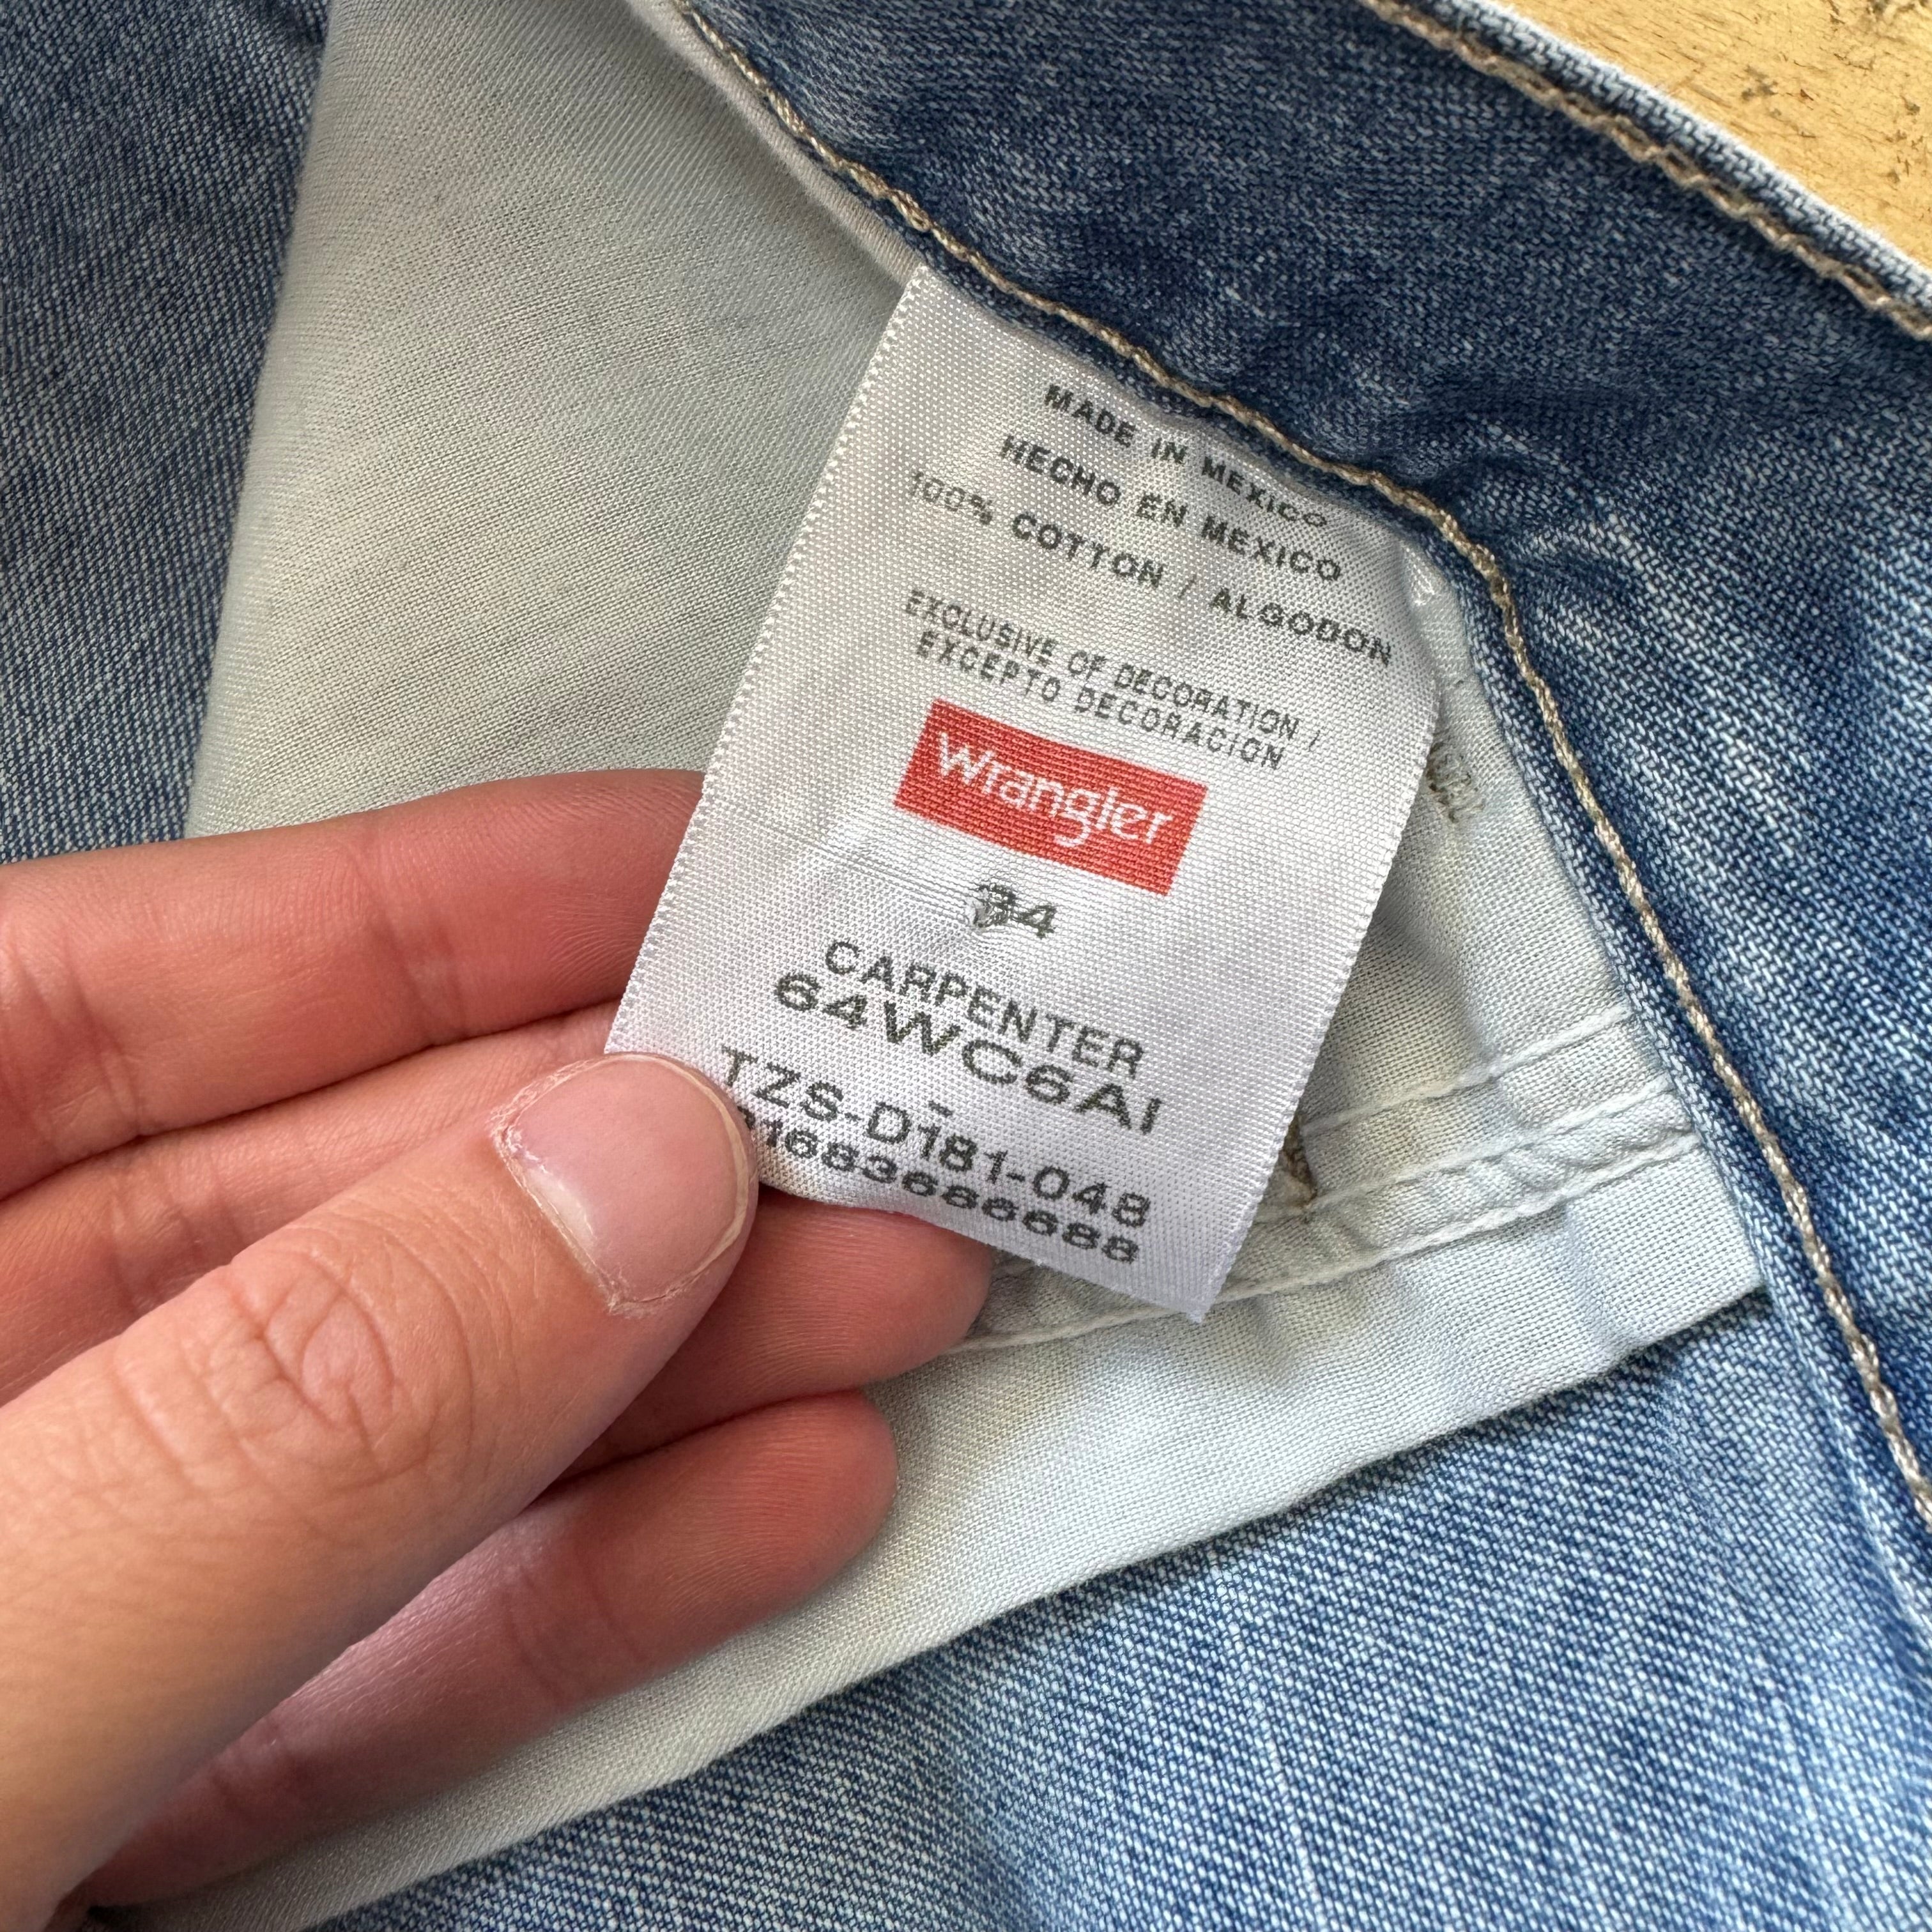 MADE IN MEXICO
HECHO EN MEXICO
100% COTTON / ALGODON
EXCLUSIVE OF DECORATION /
EXCEPTO DECORACION
Wrangler
34
CARPENTER
64WC6AI
TZS-D181-048